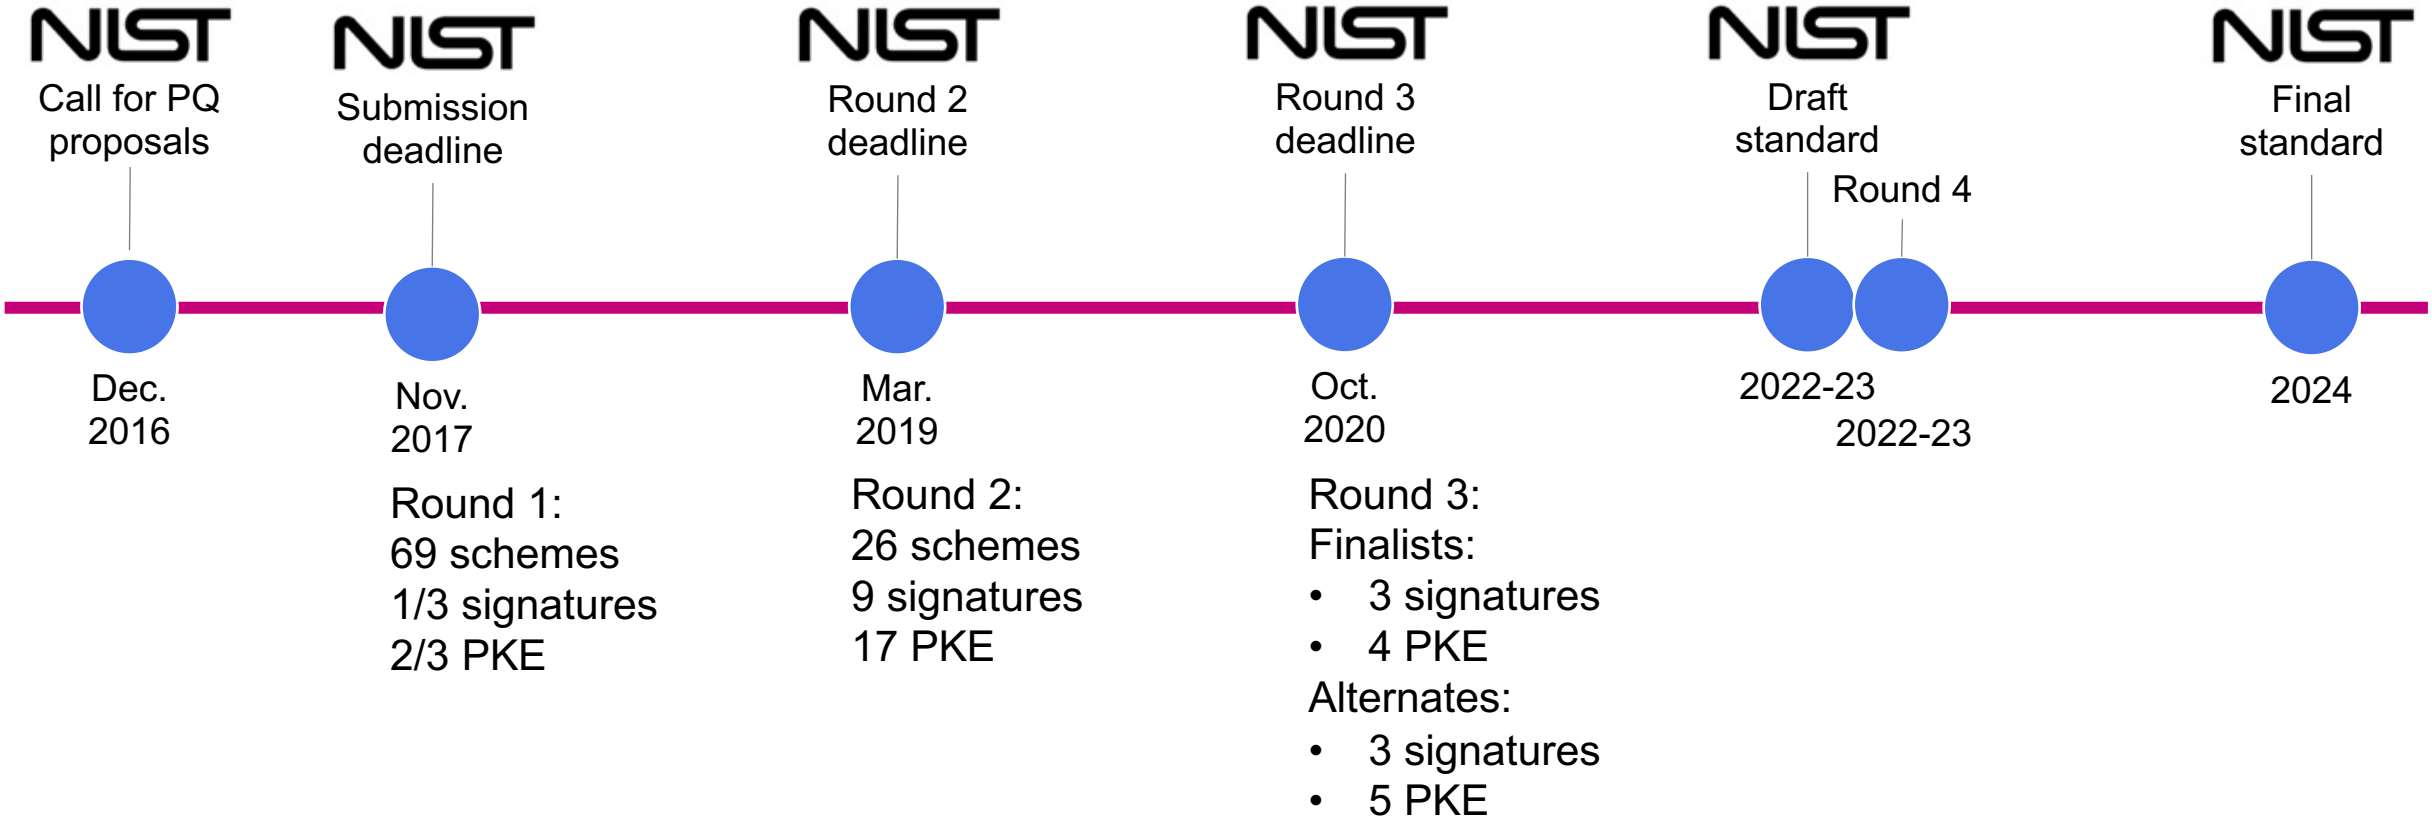 NIST
Call for PQ
proposals
Dec.
2016
NIST
Submission
deadline
Nov.
2017
Round 1:
69 schemes
1/3 signatures
2/3 PKE
NIST
Round 2
deadline
Mar.
2019
Round 2:
26 schemes
9 signatures
17 PKE
NIST
Round 3
deadline
Oct.
2020
Round 3:
Finalists:
• 3 signatures
• 4 PKE
Alternates:
• 3 signatures
• 5 PKE
NIST
Draft
standard
2022-23
Round 4
2022-23
NIST
Final
standard
2024